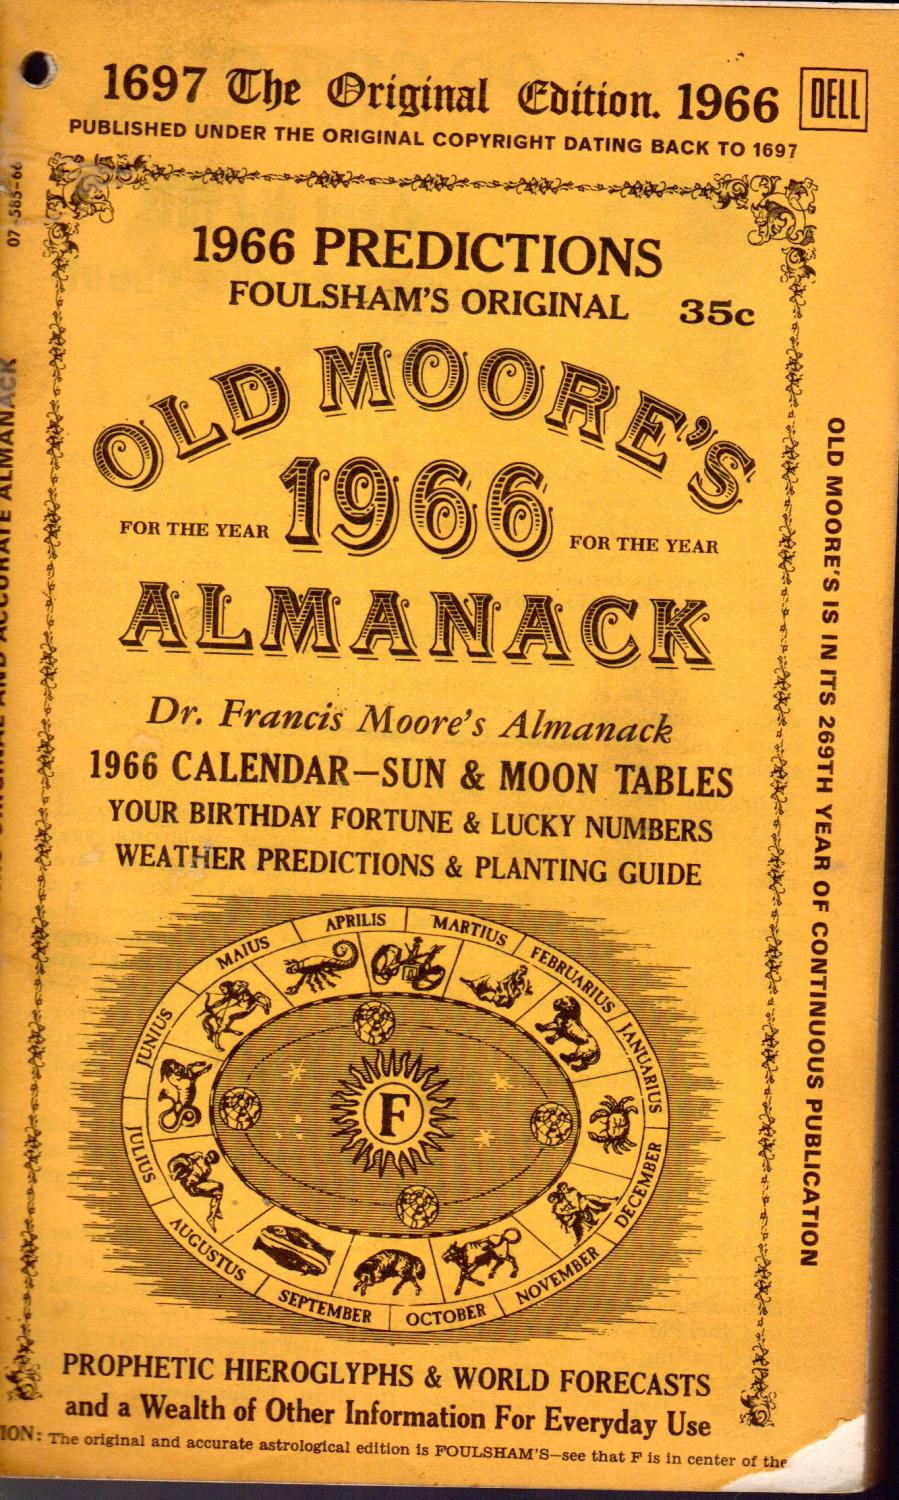 1697 The Original Edition. 1966
DELL
PUBLISHED UNDER THE ORIGINAL COPYRIGHT DATING BACK TO 1697
07-585-66
1966 PREDICTIONS
FOULSHAM'S ORIGINAL
35c
OLD MOORE'S
FOR THE YEAR 1966 FOR THE YEAR
ALMANACK
Dr. Francis Moore's Almanack
1966 CALENDAR—SUN & MOON TABLES
YOUR BIRTHDAY FORTUNE & LUCKY NUMBERS
WEATHER PREDICTIONS & PLANTING GUIDE
APRILIS
MARTIUS
FEBRUARIUS
JANUARIUS
DECEMBER
NOVEMBER
OCTOBER
SEPTEMBER
AUGUSTUS
JULIUS
JUNIUS
MAIUS
F
PROPHETIC HIEROGLYPHS & WORLD FORECASTS
and a Wealth of Other Information For Everyday Use
ION: The original and accurate astrological edition is FOULSHAM'S—see that F is in center of the
OLD MOORE'S IS IN ITS 269TH YEAR OF CONTINUOUS PUBLICATION
ORIGINAL AND ACCURATE ALMANACK